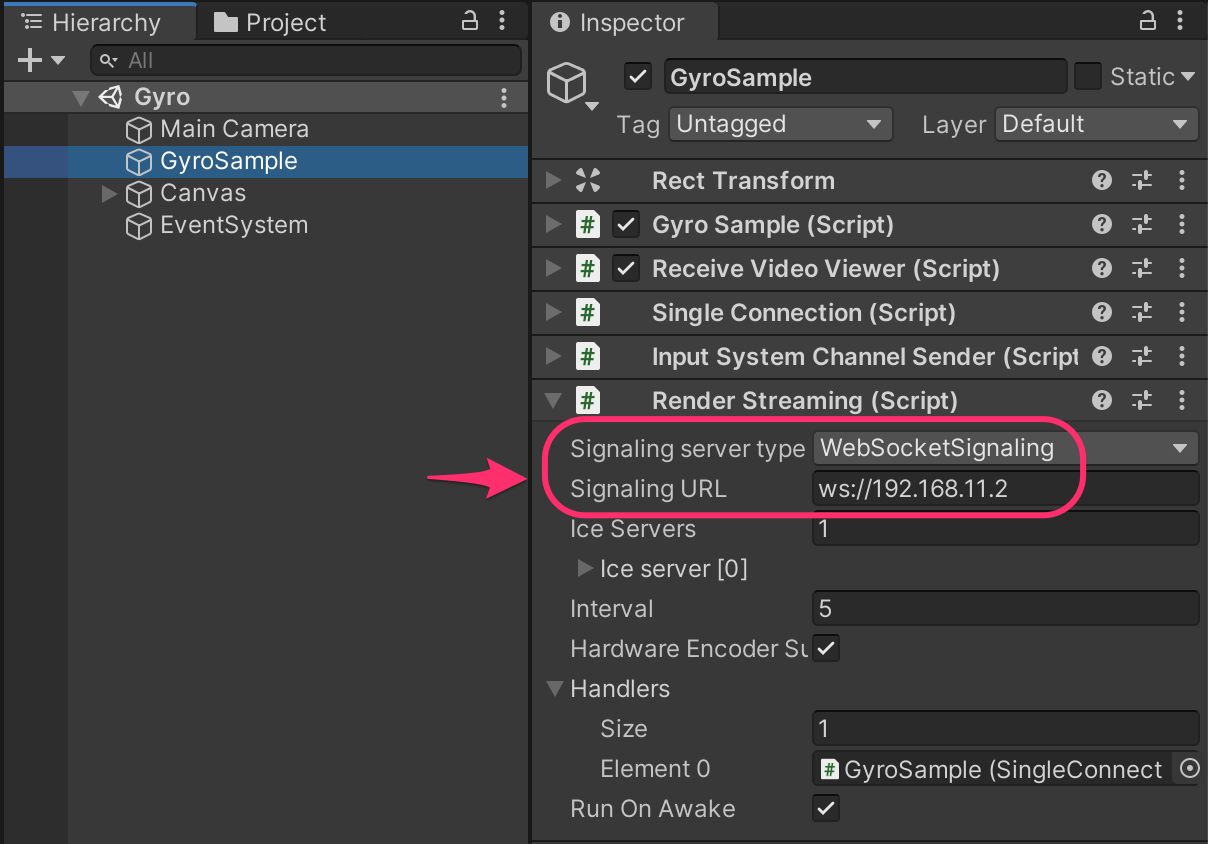 Hierarchy
Project
All
Gyro
Main Camera
GyroSample
Canvas
EventSystem
Inspector
GyroSample
Static
Tag Untagged
Layer Default
Rect Transform
# Gyro Sample (Script)
# Receive Video Viewer (Script)
# Single Connection (Script)
# Input System Channel Sender (Script
# Render Streaming (Script)
Signaling server type WebSocketSignaling
Signaling URL ws://192.168.11.2
Ice Servers 1
Ice server [0]
Interval 5
Hardware Encoder Su
Handlers
Size 1
Element 0 # GyroSample (SingleConnect
Run On Awake